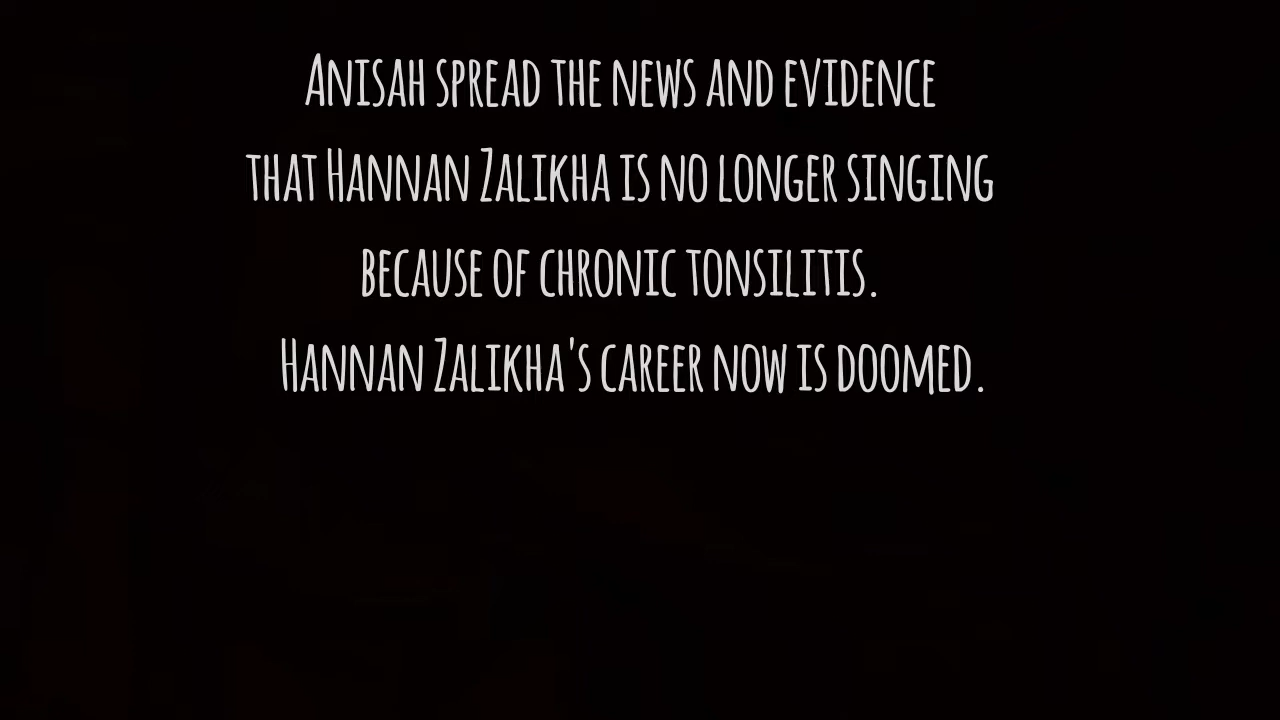 Anisah spread the news and evidence
that Hannan Zalikha is no longer singing
because of chronic tonsilitis.
Hannan Zalikha's career now is doomed.